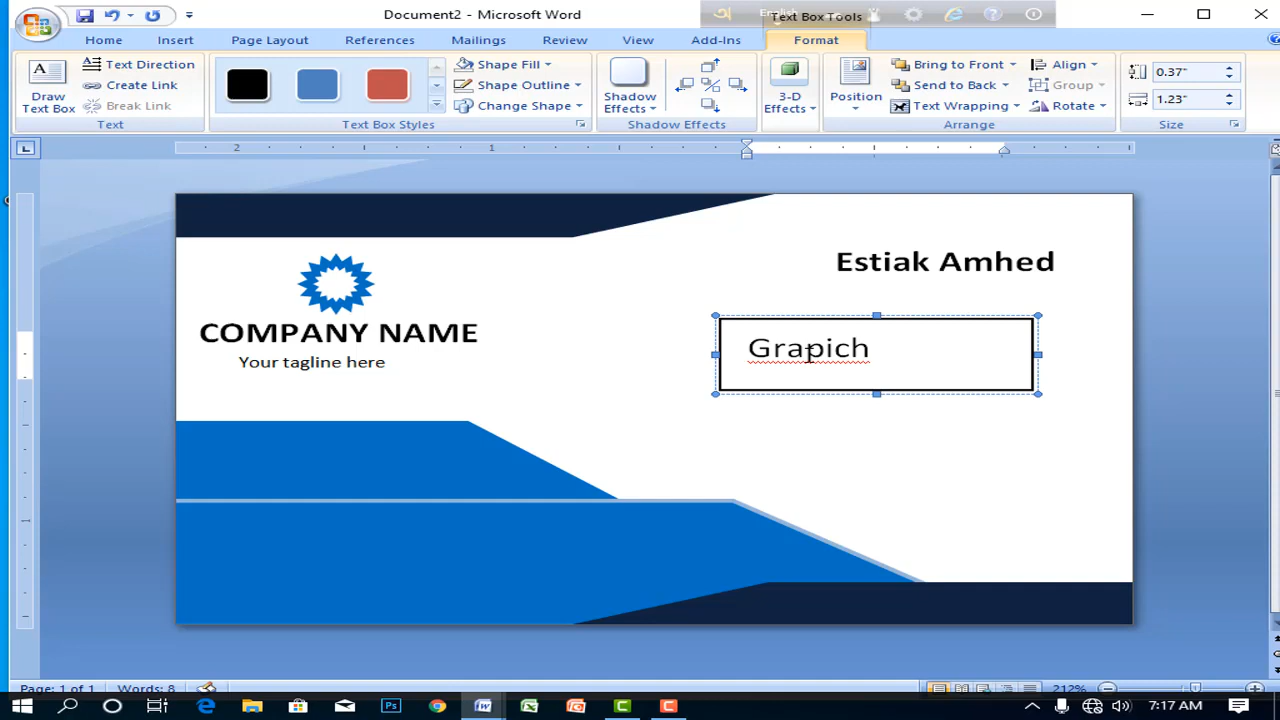 Document2 - Microsoft Word
English
Text Box Tools
Home
Insert
Page Layout
References
Mailings
Review
View
Add-Ins
Format
Draw
Text Box
Text Direction
Create Link
Break Link
Text
Shape Fill
Shape Outline
Change Shape
Text Box Styles
Shadow
Effects
Shadow Effects
3-D
Effects
Position
Bring to Front
Send to Back
Text Wrapping
Align
Group
Rotate
Arrange
0.37"
1.23"
Size
2
1
Estiak Amhed
COMPANY NAME
Your tagline here
Grapich
Page: 1 of 1
Words: 8
212%
7:17 AM